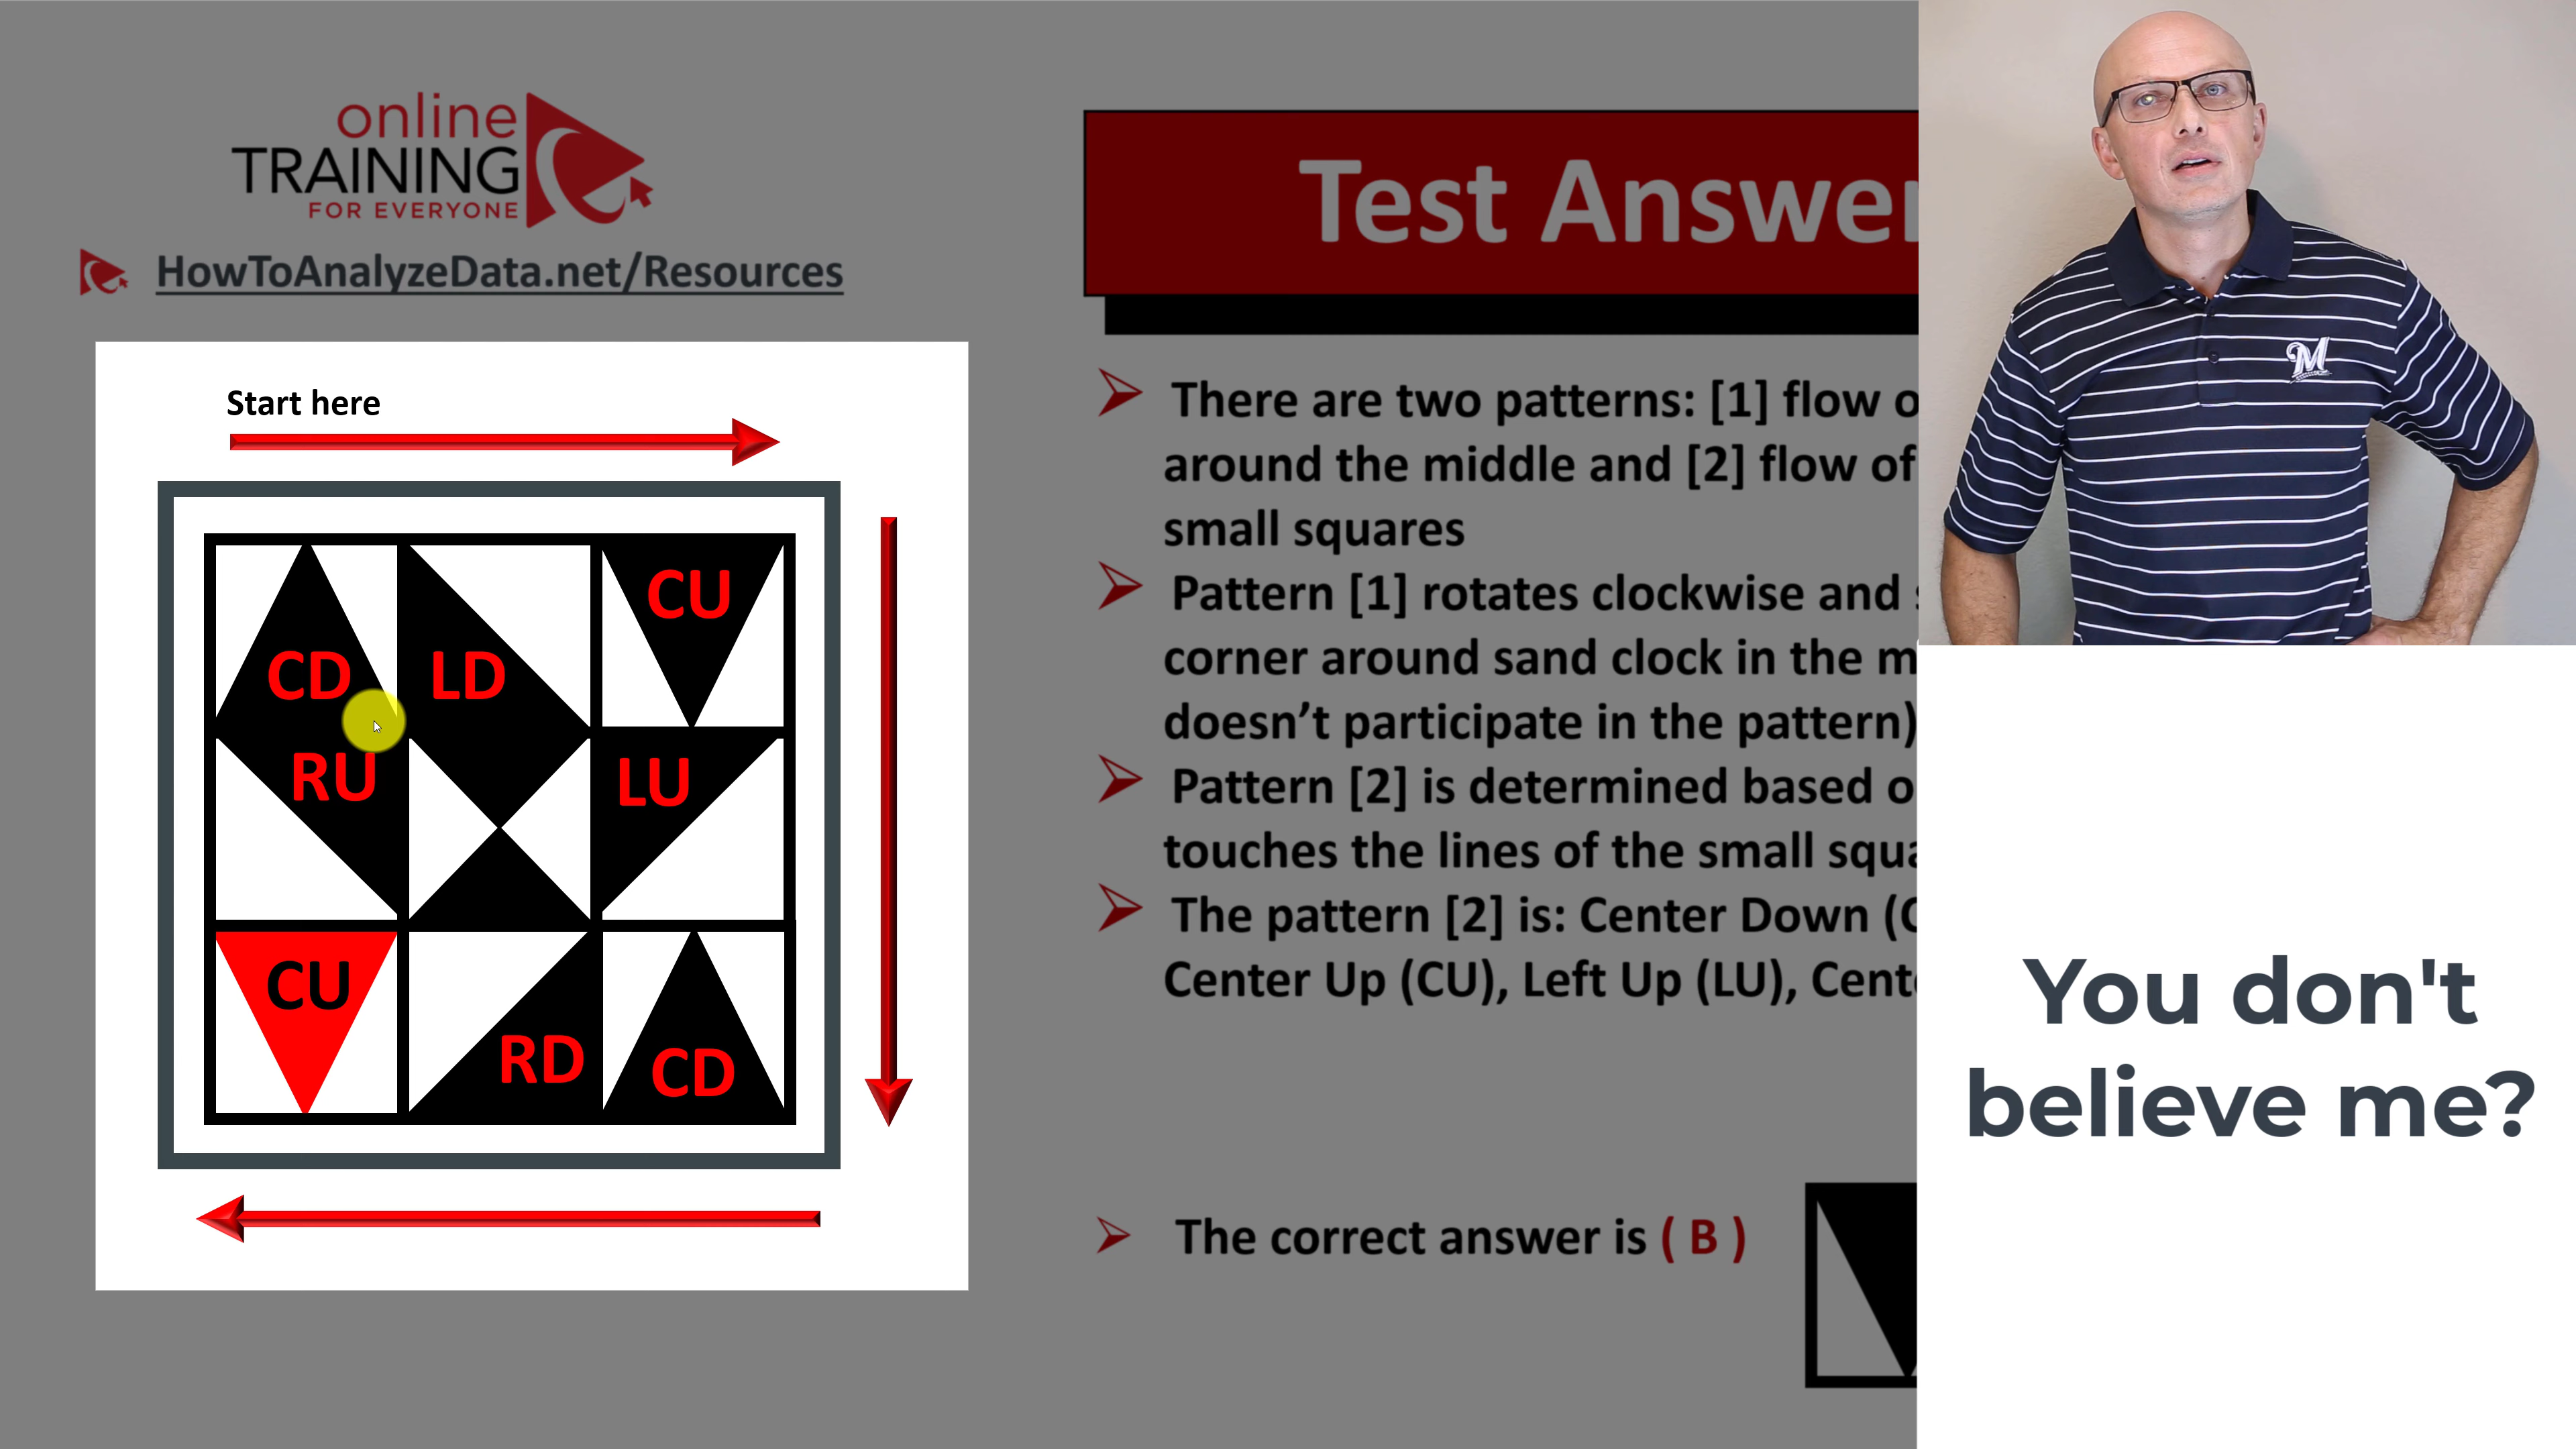 online
TRAINING
FOR EVERYONE
HowToAnalyzeData.net/Resources
Start here
CD
LD
CU
RU
LU
CU
RD
CD
Test Answer
There are two patterns: [1] flow
around the middle and [2] flow of
small squares
Pattern [1] rotates clockwise and
corner around sand clock in the
doesn’t participate in the pattern)
Pattern [2] is determined based
touches the lines of the small
The pattern [2] is: Center Down
Center Up (CU), Left Up (LU),
The correct answer is ( B )
M
You don't
believe me?